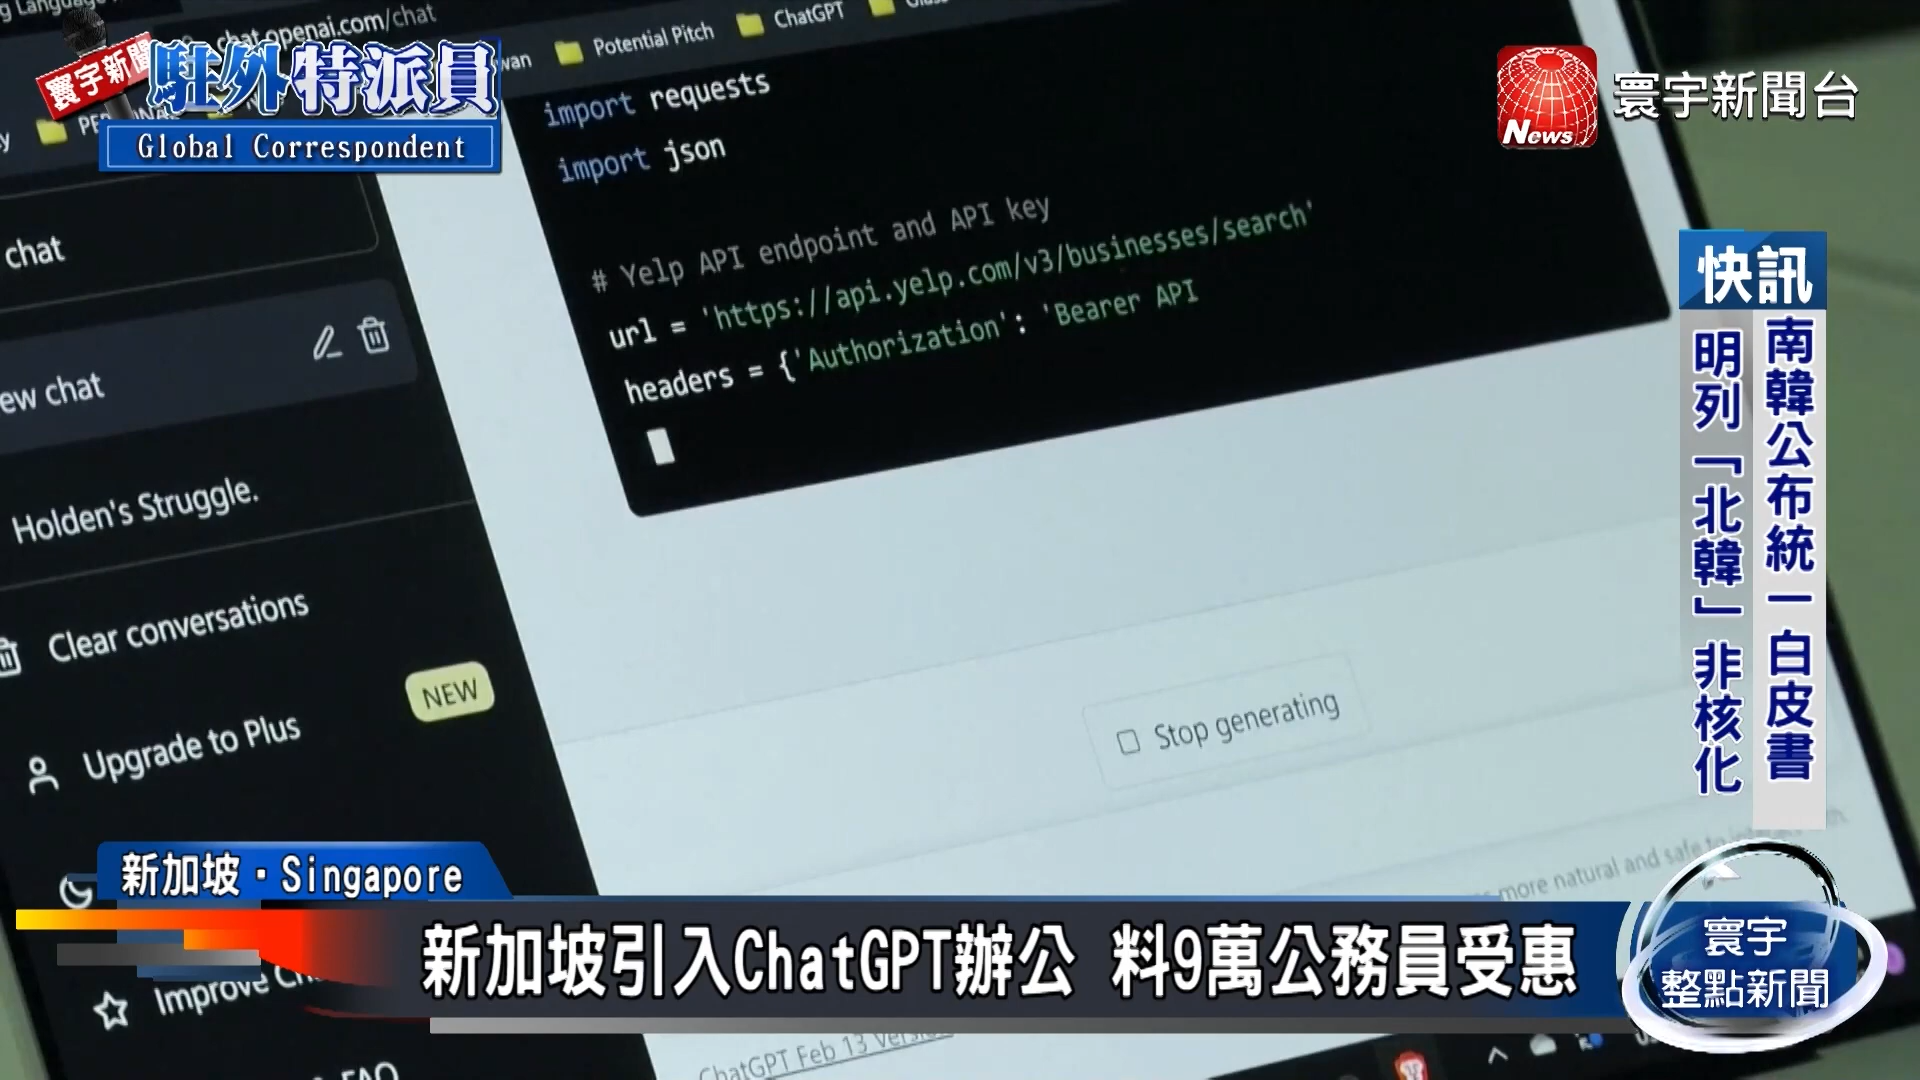 chat.openai.com/chat
Potential Pitch
ChatGPT
寰宇新聞
駐外特派員
Global Correspondent
News
寰宇新聞台
import requests
import json
# Yelp API endpoint and API key
url = 'https://api.yelp.com/v3/businesses/search'
headers = {'Authorization': 'Bearer API
chat
ew chat
Holden's Struggle.
Clear conversations
Upgrade to Plus
NEW
Stop generating
快訊
南韓公布統一白皮書
明列「北韓」非核化
more natural and safe to
新加坡·Singapore
新加坡引入ChatGPT辦公 料9萬公務員受惠
寰宇
整點新聞
Improve Ch
ChatGPT Feb 13 Version
FAQ